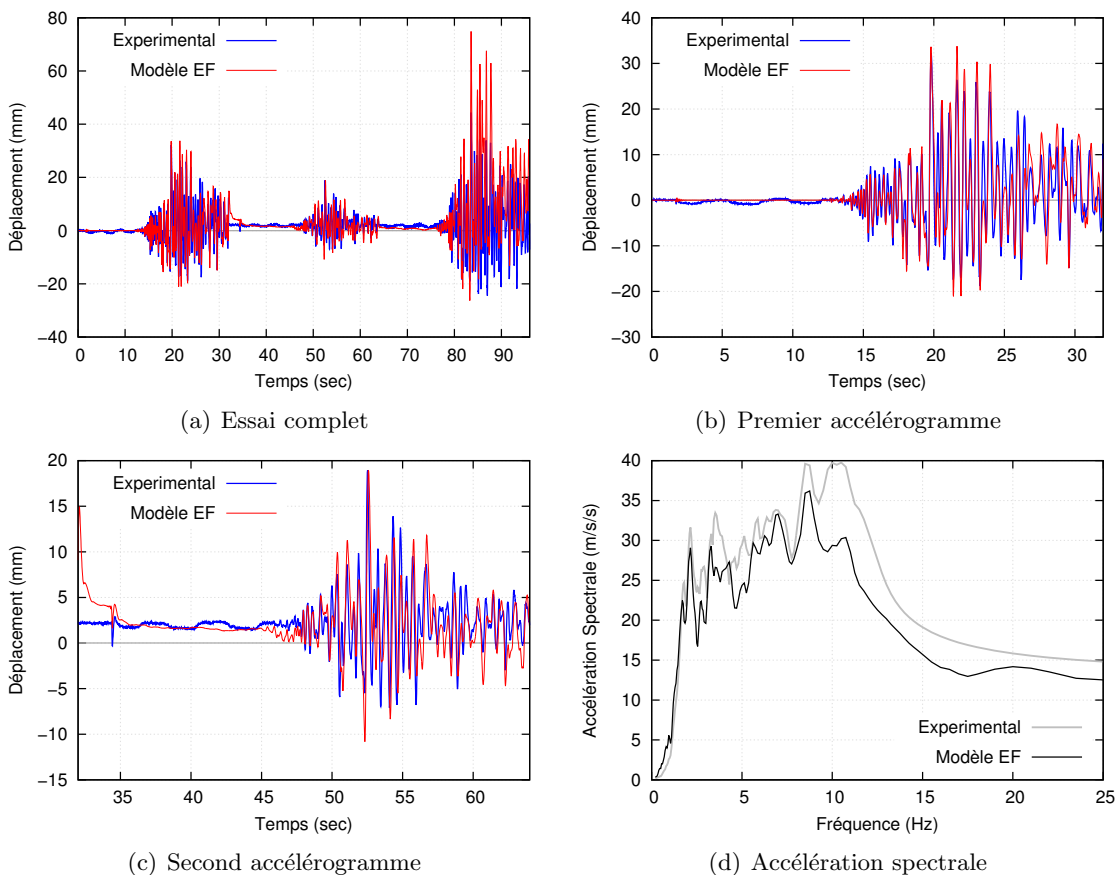 80
60
40
20
0
−20
−40
Déplacement (mm)
Experimental
Modèle EF
0 10 20 30 40 50 60 70 80 90
Temps (sec)
(a) Essai complet
40
30
20
10
0
−10
−20
−30
Déplacement (mm)
Experimental
Modèle EF
0 5 10 15 20 25 30
Temps (sec)
(b) Premier accélérogramme
20
15
10
5
0
−5
−10
−15
Déplacement (mm)
Experimental
Modèle EF
35 40 45 50 55 60
Temps (sec)
(c) Second accélérogramme
40
35
30
25
20
15
10
5
0
Accélération Spectrale (m/s/s)
Experimental
Modèle EF
0 5 10 15 20 25
Fréquence (Hz)
(d) Accélération spectrale